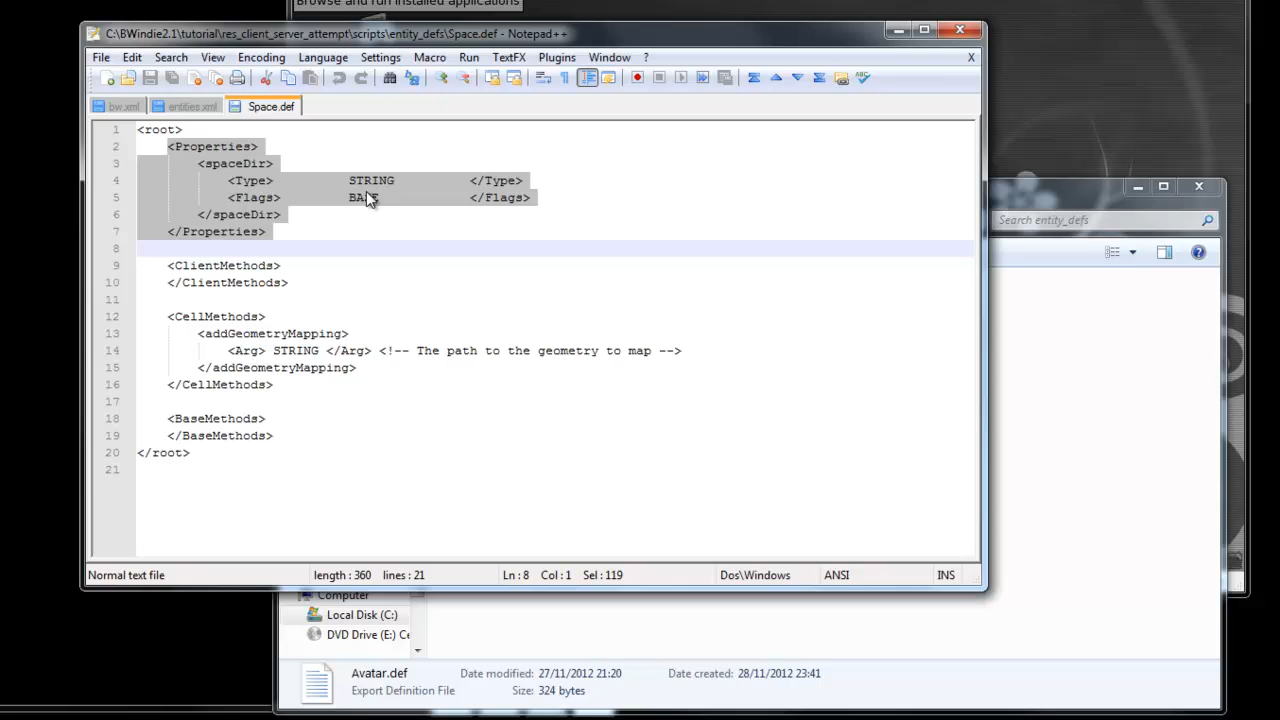 Browse and run installed applications
C:\BWindie2.1\tutorial\res_client_server_attempt\scripts\entity_defs\Space.def - Notepad++
File Edit Search View Encoding Language Settings Macro Run TextFX Plugins Window ? X
bw.xml entities.xml Space.def
1 <root>
2 <Properties>
3 <spaceDir>
4 <Type> STRING </Type>
5 <Flags> BASE </Flags>
6 </spaceDir>
7 </Properties>
8
9 <ClientMethods>
10 </ClientMethods>
11
12 <CellMethods>
13 <addGeometryMapping>
14 <Arg> STRING </Arg> <!-- The path to the geometry to map -->
15 </addGeometryMapping>
16 </CellMethods>
17
18 <BaseMethods>
19 </BaseMethods>
20 </root>
21
Normal text file length : 360 lines : 21 Ln : 8 Col : 1 Sel : 119 Dos\Windows ANSI INS
Search entity_defs
Computer
Local Disk (C:)
DVD Drive (E:) Ce
Avatar.def Date modified: 27/11/2012 21:20 Date created: 28/11/2012 23:41
Export Definition File Size: 324 bytes